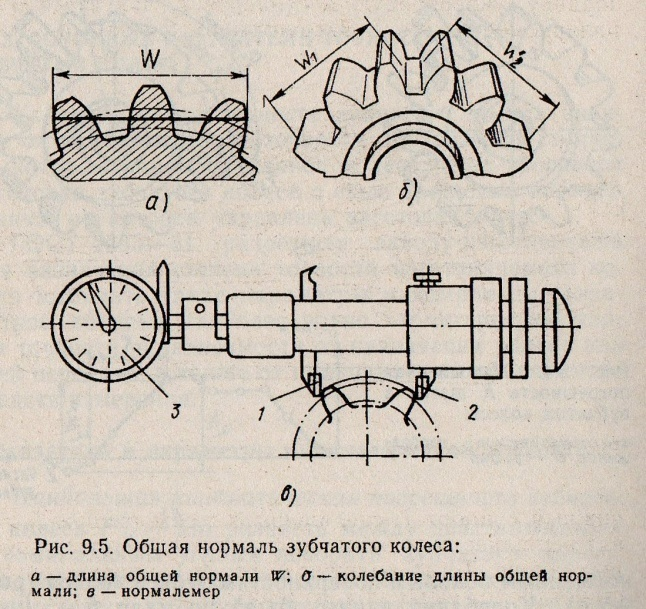 W
W₁
а)
б)
3
1
2
в)
Рис. 9.5. Общая нормаль зубчатого колеса:
а — длина общей нормали W; б — колебание длины общей нор-
мали; в — нормалемер